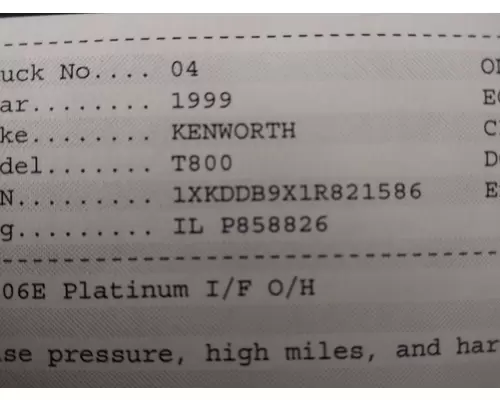 uck No.... 04 O
ar........ 1999 E
ke........ KENWORTH C
del....... T800 D
N......... 1XKDDB9X1R821586 E
g......... IL P858826
06E Platinum I/F O/H
se pressure, high miles, and har